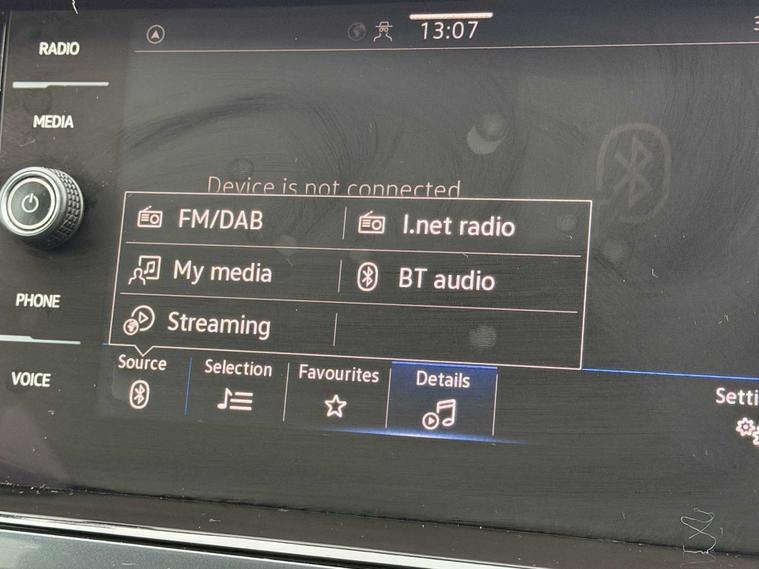 RADIO
MEDIA
PHONE
VOICE
13:07
Device is not connected
FM/DAB
I.net radio
My media
BT audio
Streaming
Source
Selection
Favourites
Details